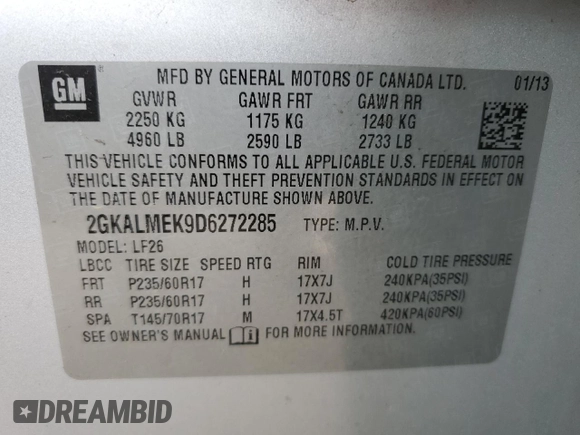 GM ®
MFD BY GENERAL MOTORS OF CANADA LTD. 01/13
GVWR GAWR FRT GAWR RR
2250 KG 1175 KG 1240 KG
4960 LB 2590 LB 2733 LB
THIS VEHICLE CONFORMS TO ALL APPLICABLE U.S. FEDERAL MOTOR
VEHICLE SAFETY AND THEFT PREVENTION STANDARDS IN EFFECT ON
THE DATE OF MANUFACTURE SHOWN ABOVE.
2GKALMEK9D6272285 TYPE: M.P.V.
MODEL: LF26
LBCC TIRE SIZE SPEED RTG RIM COLD TIRE PRESSURE
FRT P235/60R17 H 17X7J 240KPA(35PSI)
RR P235/60R17 H 17X7J 240KPA(35PSI)
SPA T145/70R17 M 17X4.5T 420KPA(60PSI)
SEE OWNER'S MANUAL FOR MORE INFORMATION.
DREAMBID